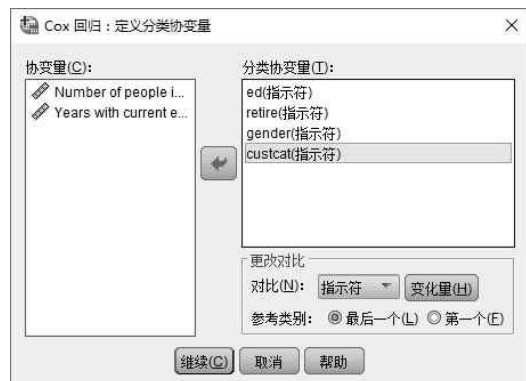 Cox 回归：定义分类协变量
协变量(C):
Number of people i...
Years with current e...
分类协变量(T):
ed(指示符)
retire(指示符)
gender(指示符)
custcat(指示符)
更改对比
对比(N): 指示符 变化量(H)
参考类别: 最后一个(L) 第一个(F)
继续(C) 取消 帮助